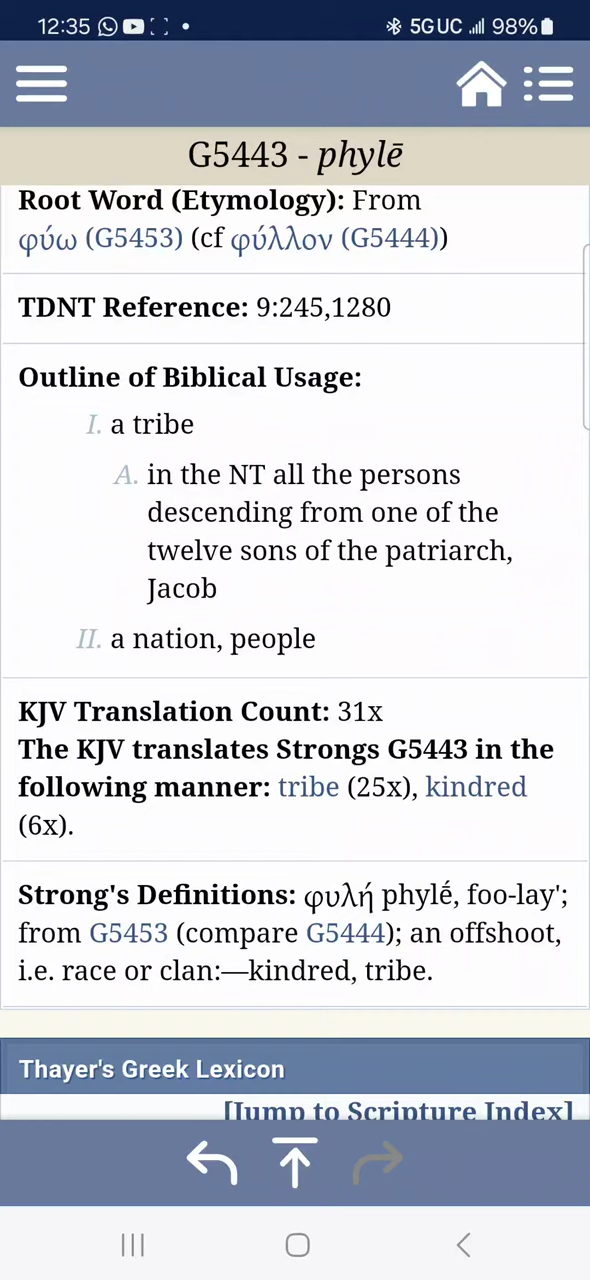 12:35 5G UC 98%
G5443 - phylē
Root Word (Etymology): From
φύω (G5453) (cf φύλλον (G5444))
TDNT Reference: 9:245,1280
Outline of Biblical Usage:
I. a tribe
A. in the NT all the persons
descending from one of the
twelve sons of the patriarch,
Jacob
II. a nation, people
KJV Translation Count: 31x
The KJV translates Strongs G5443 in the
following manner: tribe (25x), kindred
(6x).
Strong's Definitions: φυλή phylḗ, foo-lay';
from G5453 (compare G5444); an offshoot,
i.e. race or clan:—kindred, tribe.
Thayer's Greek Lexicon
[Jump to Scripture Index]